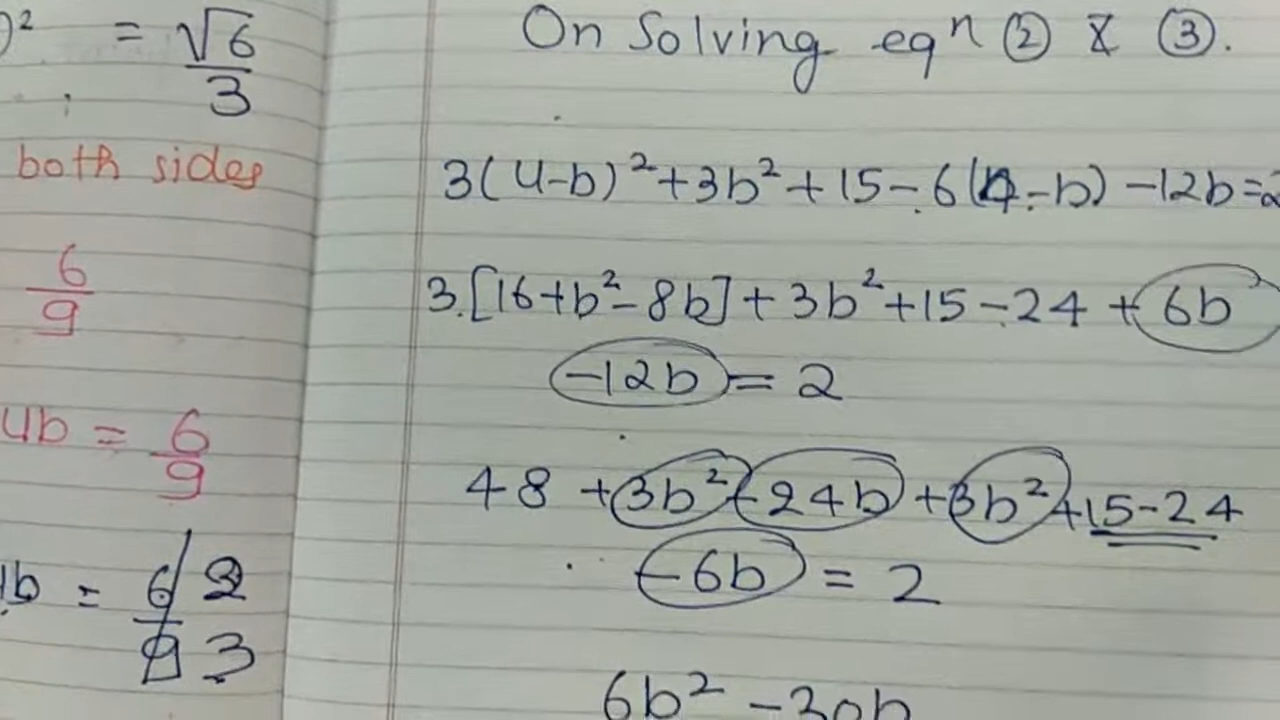 )² = √6/3
both sides
6/9
4b = 6/9
b = 6/9 2/3
On Solving eqⁿ ② & ③.
3(4-b)²+3b²+15-6(4-b)-12b=2
3.[16+b²-8b]+3b²+15-24+6b
-12b = 2
48+3b²-24b+3b²+15-24
-6b = 2
6b²-30b